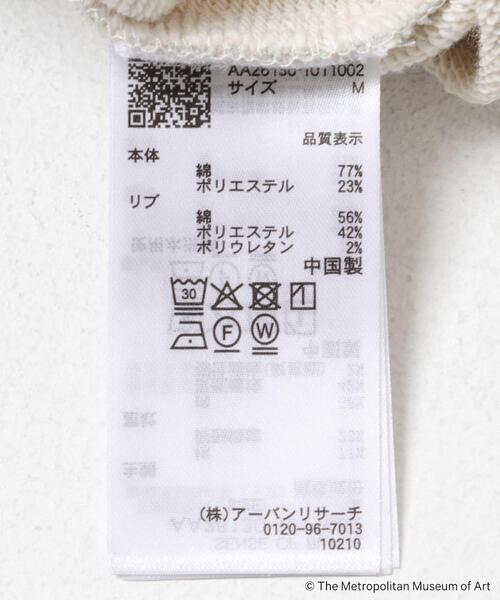 AA26130-1011002
サイズ M
品質表示
本体
綿 77%
ポリエステル 23%
リブ
綿 56%
ポリエステル 42%
ポリウレタン 2%
中国製
30
F W
(株)アーバンリサーチ
0120-96-7013
10210
© The Metropolitan Museum of Art